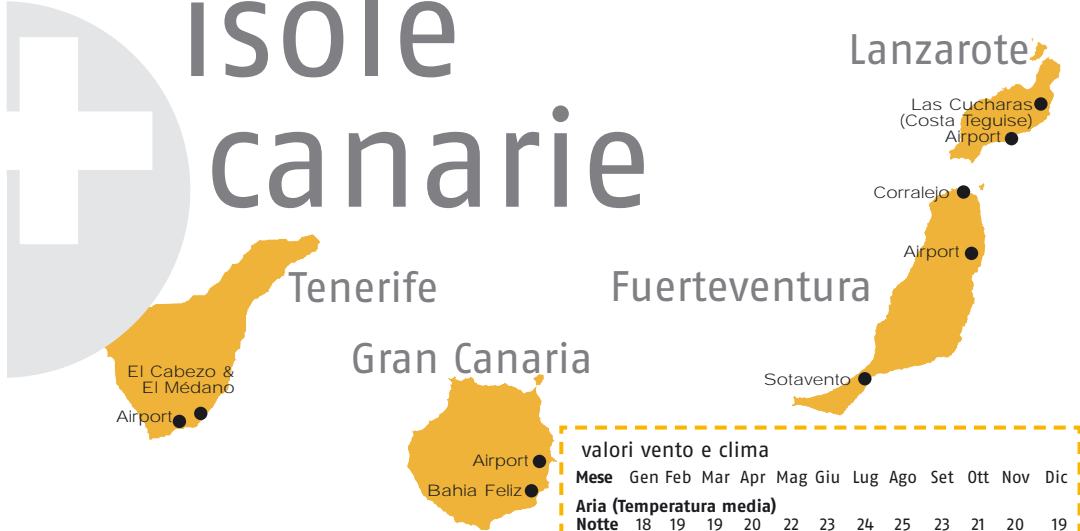 isole
canarie
Lanzarote
Las Cucharas
(Costa Teguise)
Airport
Corralejo
Airport
Fuerteventura
Sotavento
Tenerife
El Cabezo &
El Médano
Airport
Gran Canaria
Airport
Bahia Feliz
valori vento e clima
Mese Gen Feb Mar Apr Mag Giu Lug Ago Set Ott Nov Dic
Aria (Temperatura media)
Notte 18 19 19 20 22 23 24 25 23 21 20 19